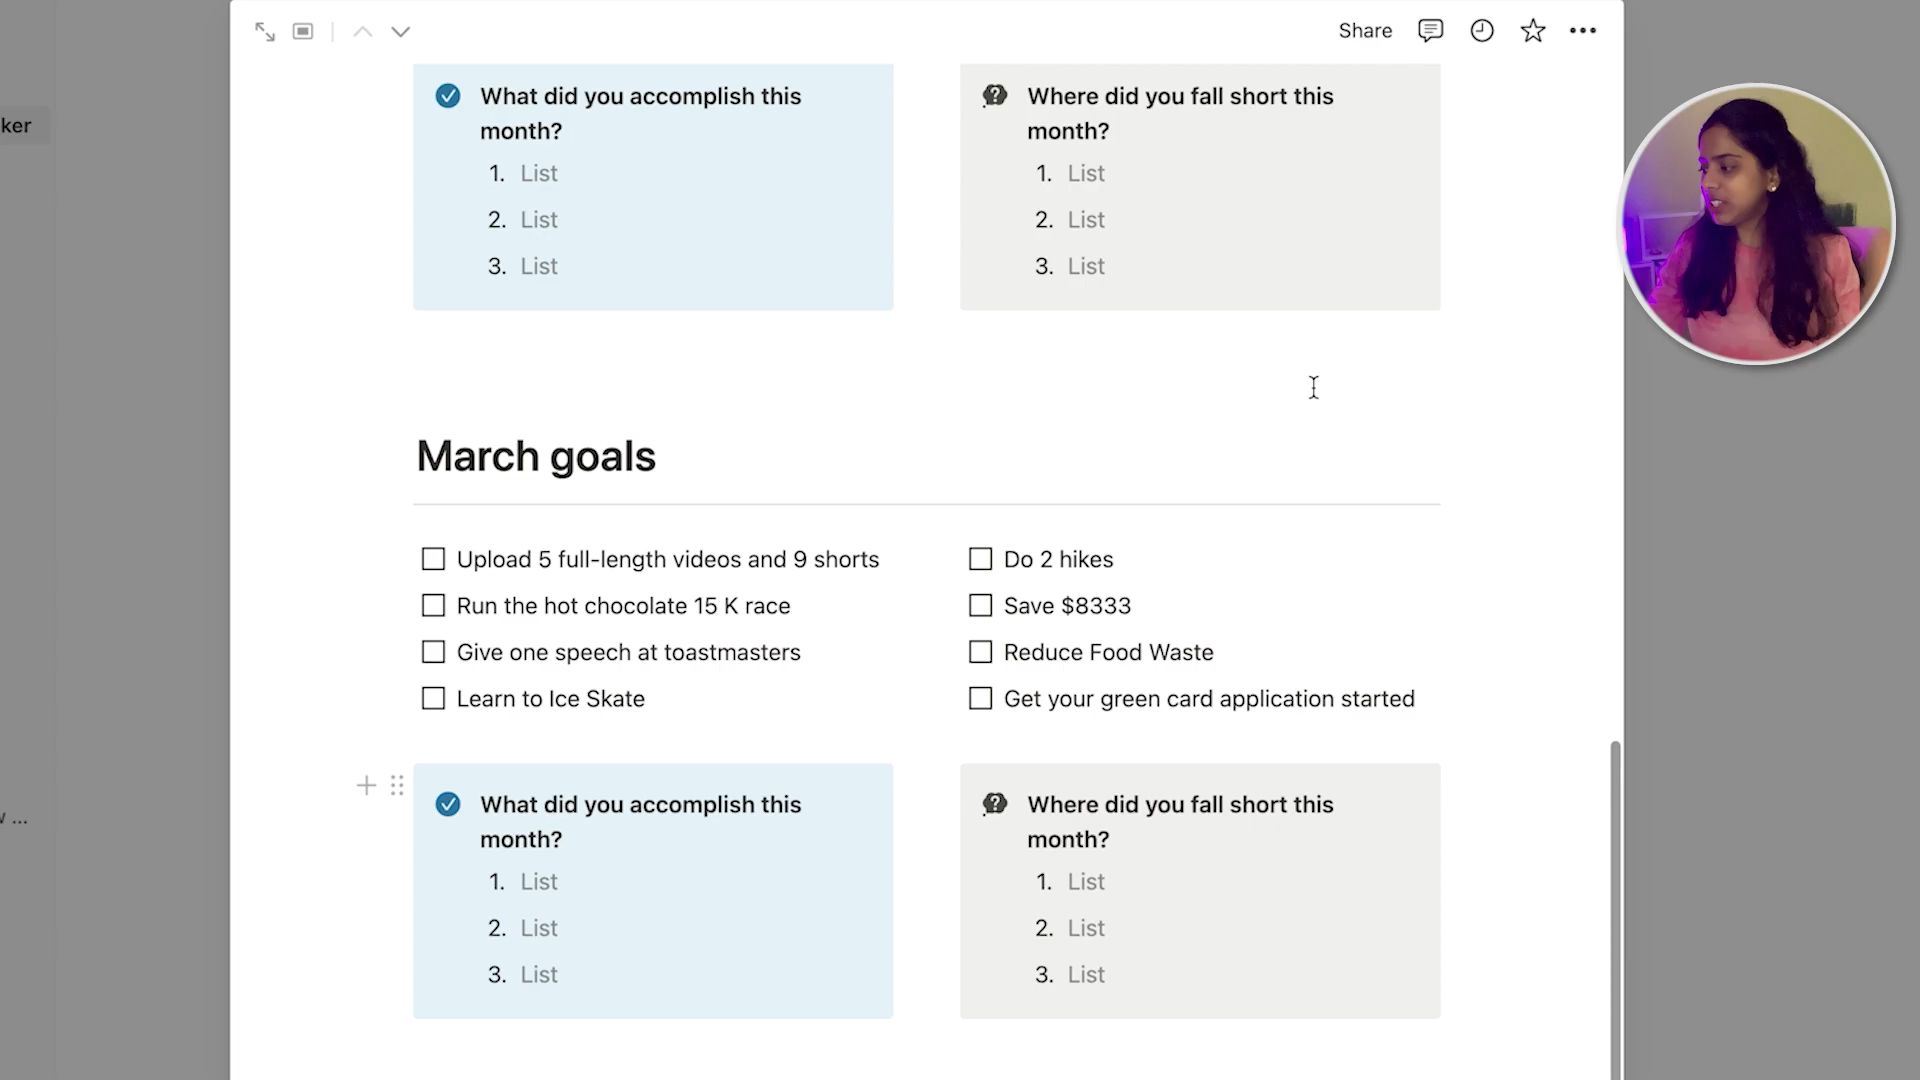 Share
ker
What did you accomplish this
month?
1. List
2. List
3. List
Where did you fall short this
month?
1. List
2. List
3. List
March goals
Upload 5 full-length videos and 9 shorts
Run the hot chocolate 15 K race
Give one speech at toastmasters
Learn to Ice Skate
Do 2 hikes
Save $8333
Reduce Food Waste
Get your green card application started
What did you accomplish this
month?
1. List
2. List
3. List
Where did you fall short this
month?
1. List
2. List
3. List